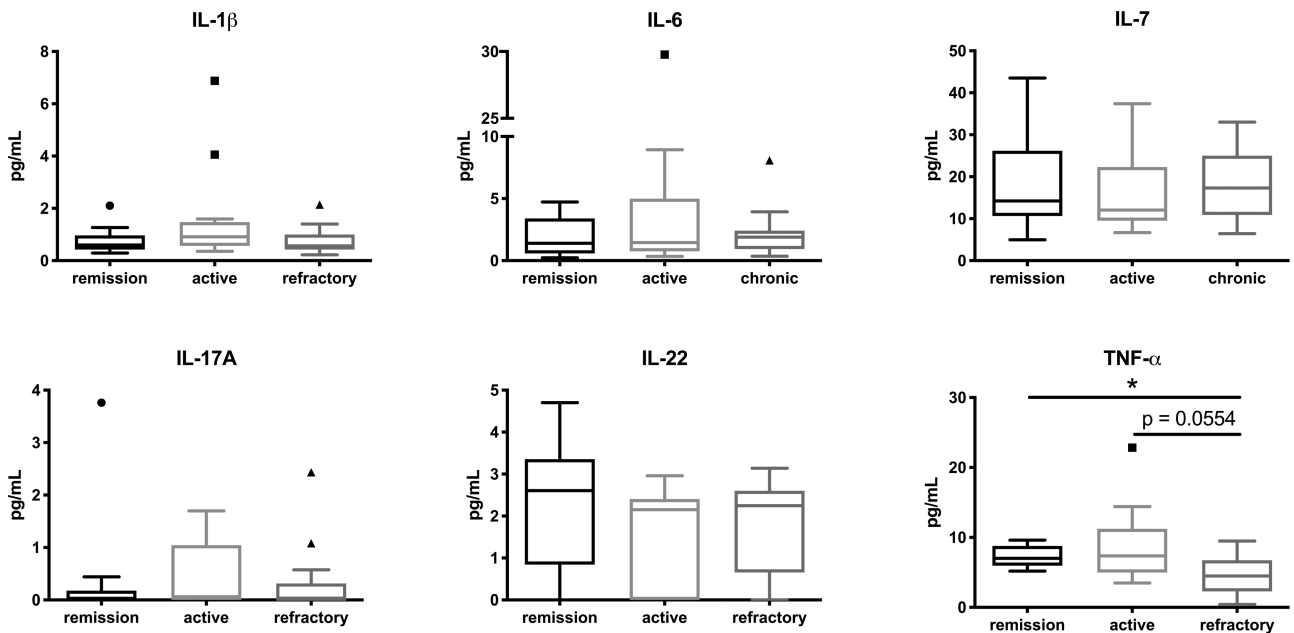 IL-1β
pg/mL
8
6
4
2
0
remission active refractory
IL-6
pg/mL
30
25
10
5
0
remission active chronic
IL-7
pg/mL
50
40
30
20
10
0
remission active chronic
IL-17A
pg/mL
4
3
2
1
0
remission active refractory
IL-22
pg/mL
5
4
3
2
1
0
remission active refractory
TNF-α
pg/mL
30
20
10
0
*
p = 0.0554
remission active refractory